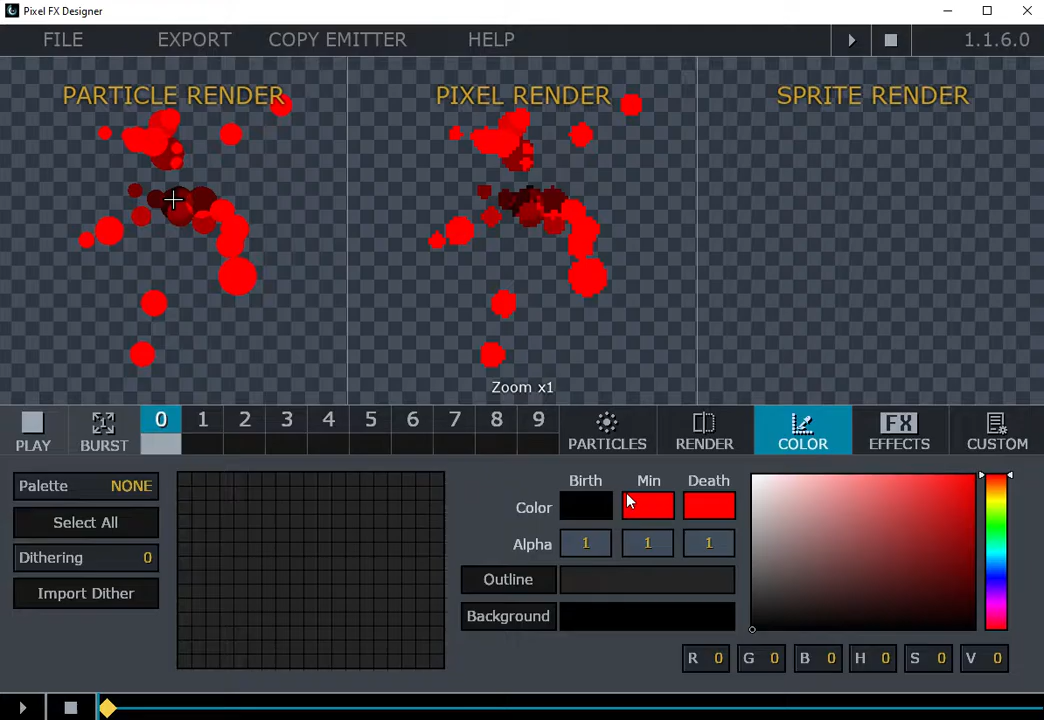 Pixel FX Designer
FILE EXPORT COPY EMITTER HELP 1.1.6.0
PARTICLE RENDER PIXEL RENDER SPRITE RENDER
Zoom x1
PLAY BURST 0 1 2 3 4 5 6 7 8 9 PARTICLES RENDER COLOR FX EFFECTS CUSTOM
Palette NONE
Select All
Dithering 0
Import Dither
Birth Min Death
Color
Alpha 1 1 1
Outline
Background
R 0 G 0 B 0 H 0 S 0 V 0